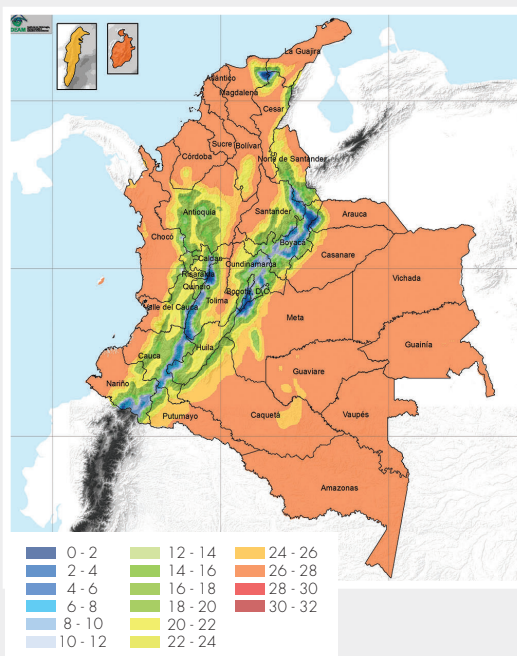 IDEAM
La Guajira
Atlántico
Magdalena
Cesar
Sucre
Bolívar
Córdoba
Norte de Santander
Antioquia
Santander
Arauca
Chocó
Boyacá
Caldas
Casanare
Cundinamarca
Risaralda
Vichada
Quindío
Bogotá, D.C.
Tolima
Valle del Cauca
Meta
Guainía
Huila
Cauca
Guaviare
Nariño
Putumayo
Caquetá
Vaupés
Amazonas
0 - 2
2 - 4
4 - 6
6 - 8
8 - 10
10 - 12
12 - 14
14 - 16
16 - 18
18 - 20
20 - 22
22 - 24
24 - 26
26 - 28
28 - 30
30 - 32